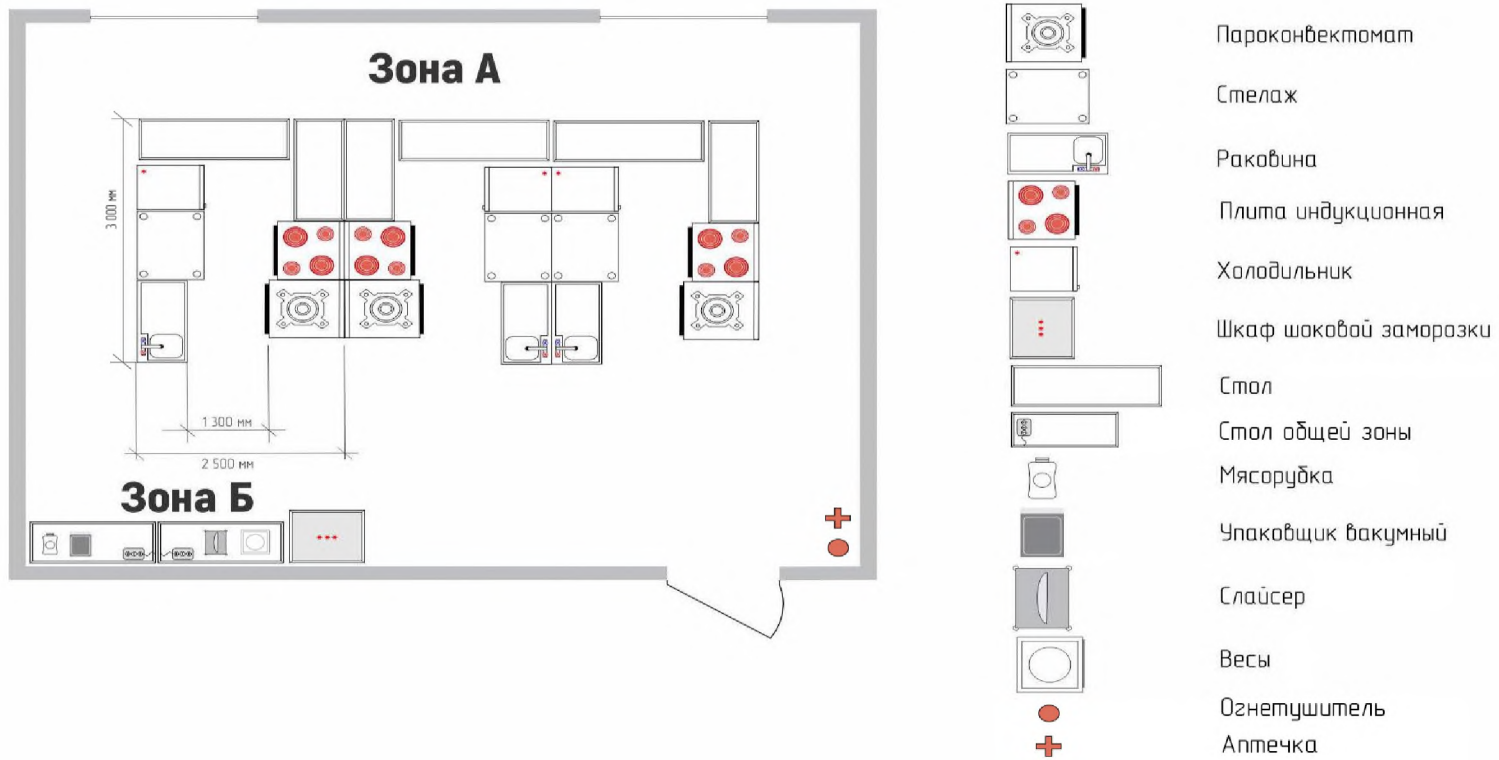 Зона А
3 000 мм
1 300 мм
2 500 мм
Зона Б
Пароконвектомат
Стелаж
Раковина
Плита индукционная
Холодильник
Шкаф шоковой заморозки
Стол
Стол общей зоны
Мясорубка
Упаковщик вакумный
Слайсер
Весы
Огнетушитель
Аптечка